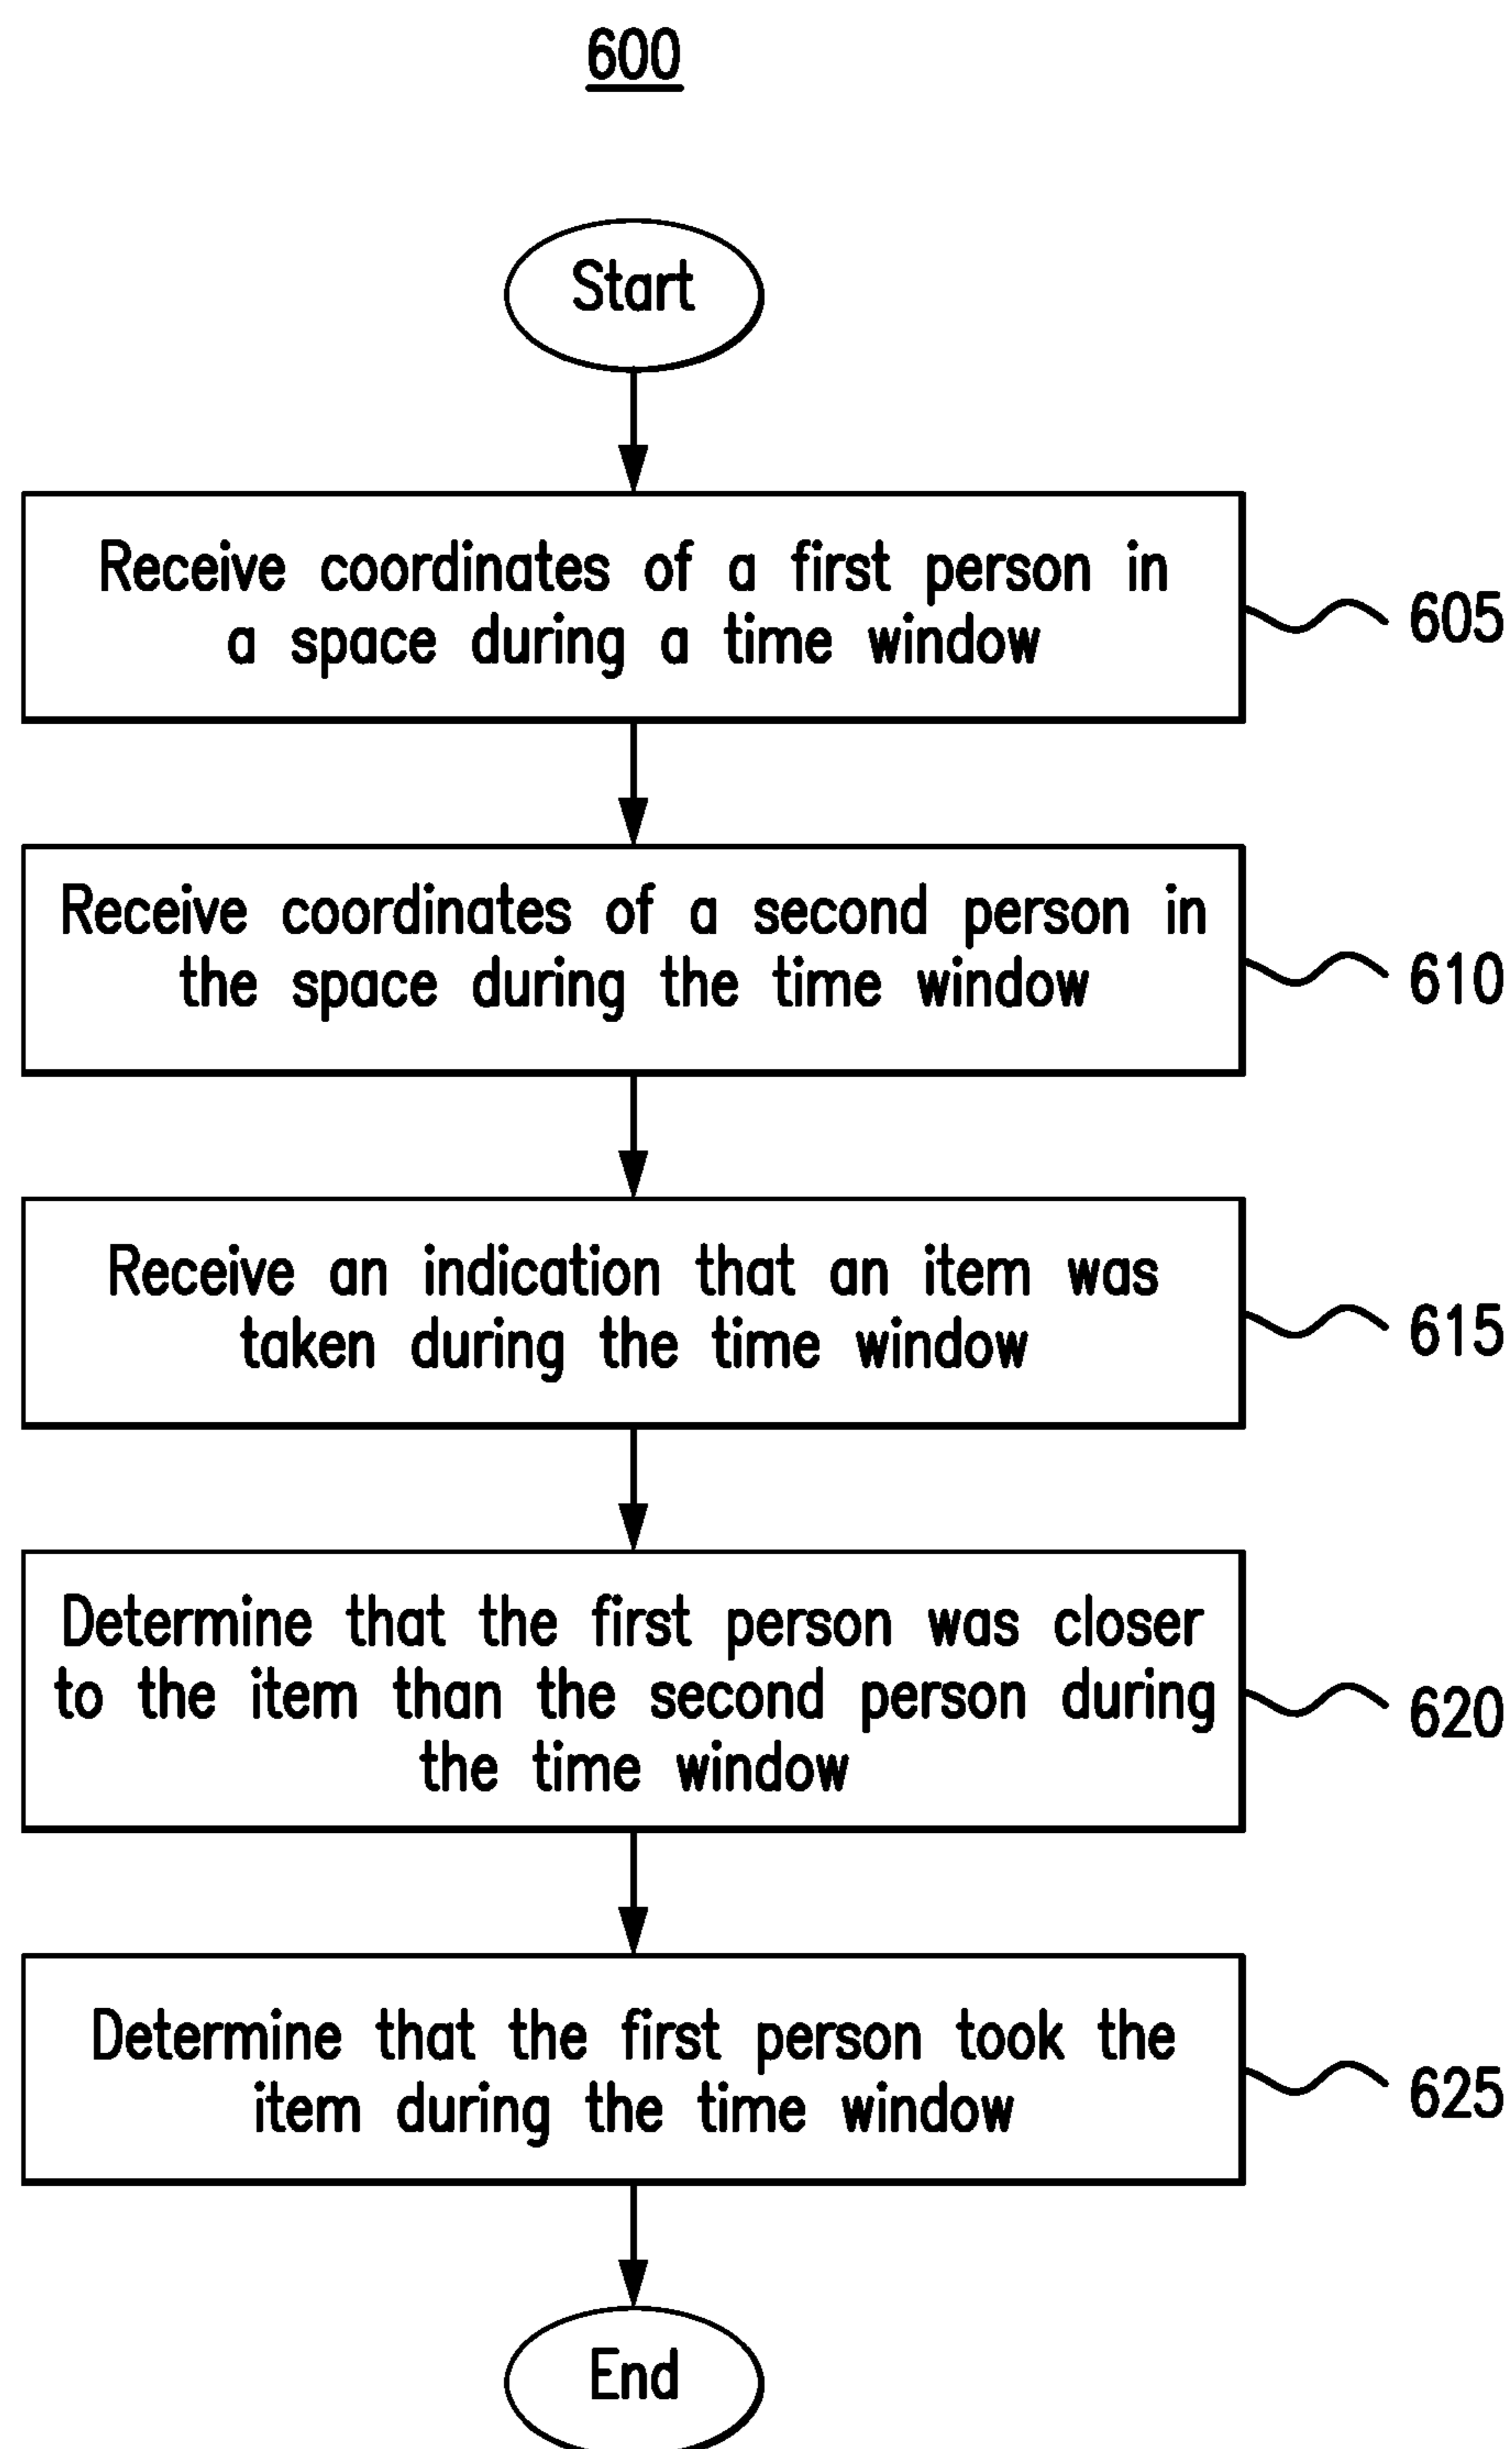 600
Start
Receive coordinates of a first person in
a space during a time window
605
Receive coordinates of a second person in
the space during the time window
610
Receive an indication that an item was
taken during the time window
615
Determine that the first person was closer
to the item than the second person during
the time window
620
Determine that the first person took the
item during the time window
625
End